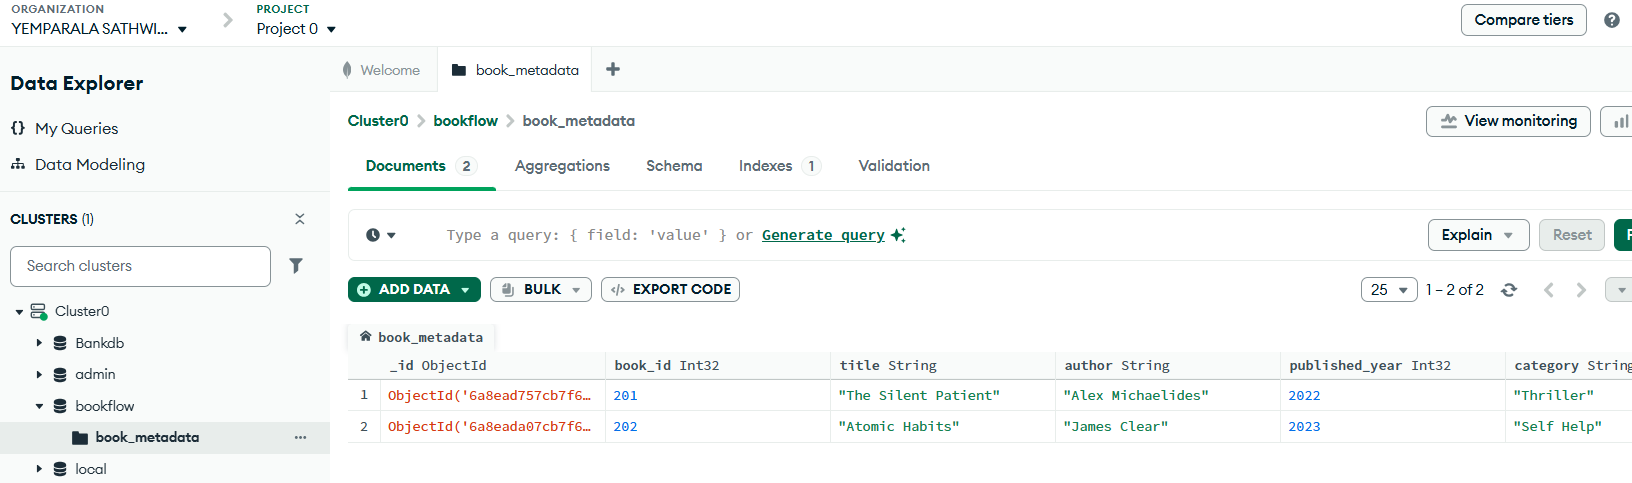 ORGANIZATION
YEMPARALA SATHWI...
PROJECT
Project 0
Compare tiers
Data Explorer
My Queries
Data Modeling
CLUSTERS (1)
Search clusters
Cluster0
Bankdb
admin
bookflow
book_metadata
local
Welcome
book_metadata
Cluster0 > bookflow > book_metadata
View monitoring
Documents 2 Aggregations Schema Indexes 1 Validation
Type a query: { field: 'value' } or Generate query
Explain Reset
ADD DATA BULK EXPORT CODE
25 1 – 2 of 2
book_metadata
_id ObjectId book_id Int32 title String author String published_year Int32 category String
1 ObjectId('6a8ead757cb7f6… 201 "The Silent Patient" "Alex Michaelides" 2022 "Thriller"
2 ObjectId('6a8eada07cb7f6… 202 "Atomic Habits" "James Clear" 2023 "Self Help"